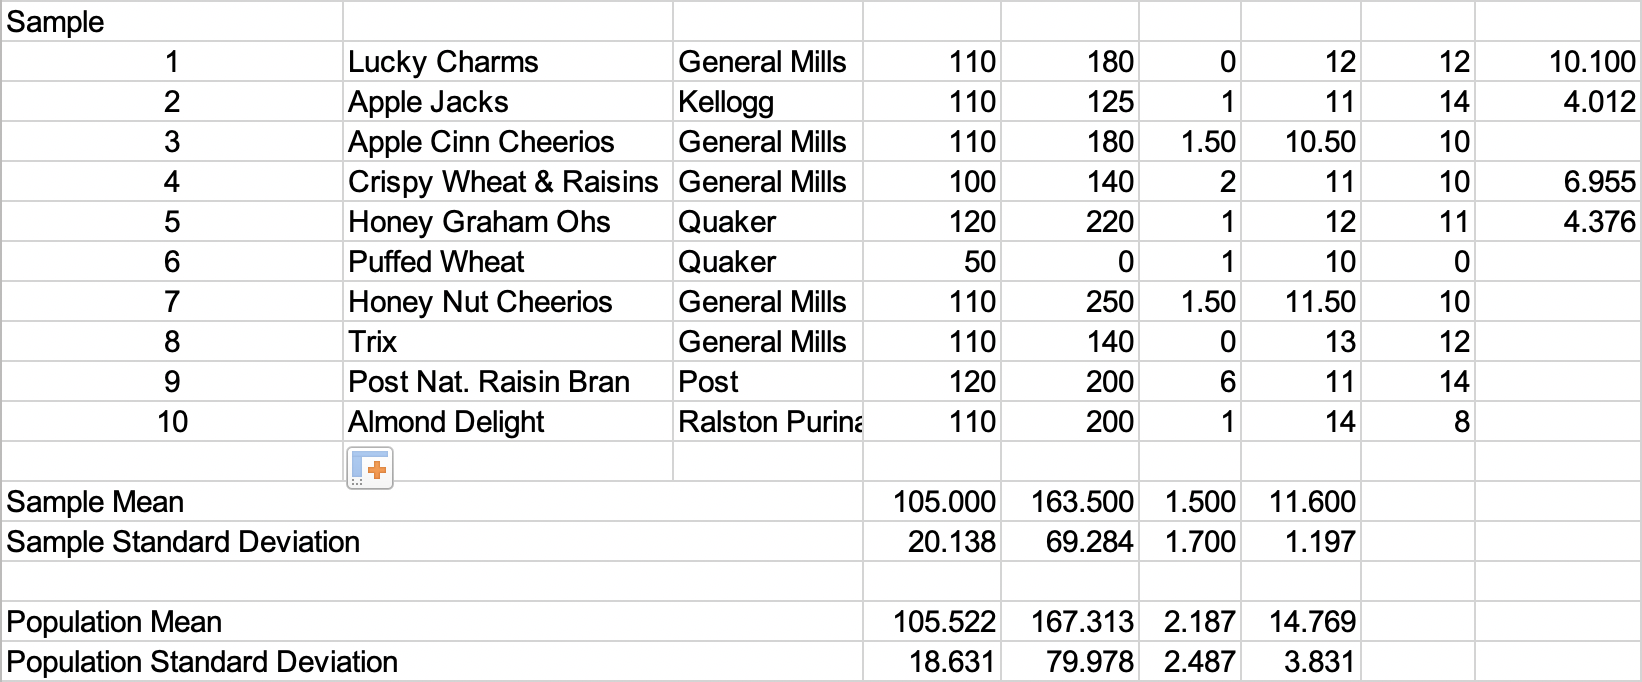 Sample
1 Lucky Charms General Mills 110 180 0 12 12 10.100
2 Apple Jacks Kellogg 110 125 1 11 14 4.012
3 Apple Cinn Cheerios General Mills 110 180 1.50 10.50 10
4 Crispy Wheat & Raisins General Mills 100 140 2 11 10 6.955
5 Honey Graham Ohs Quaker 120 220 1 12 11 4.376
6 Puffed Wheat Quaker 50 0 1 10 0
7 Honey Nut Cheerios General Mills 110 250 1.50 11.50 10
8 Trix General Mills 110 140 0 13 12
9 Post Nat. Raisin Bran Post 120 200 6 11 14
10 Almond Delight Ralston Purina 110 200 1 14 8
Sample Mean 105.000 163.500 1.500 11.600
Sample Standard Deviation 20.138 69.284 1.700 1.197
Population Mean 105.522 167.313 2.187 14.769
Population Standard Deviation 18.631 79.978 2.487 3.831